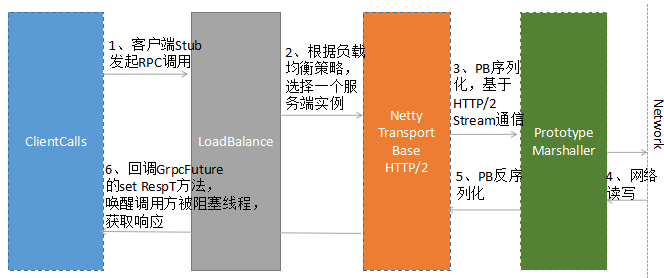 1、客户端Stub
发起RPC调用
2、根据负载
均衡策略，
选择一个服
务端实例
3、PB序列
化，基于
HTTP/2
Stream通信
ClientCalls
LoadBalance
Netty
Transport
Base
HTTP/2
Prototype
Marshaller
Network
6、回调GrpcFuture
的set RespT方法，
唤醒调用方被阻塞线程，
获取响应
5、PB反序
列化
4、网络
读写